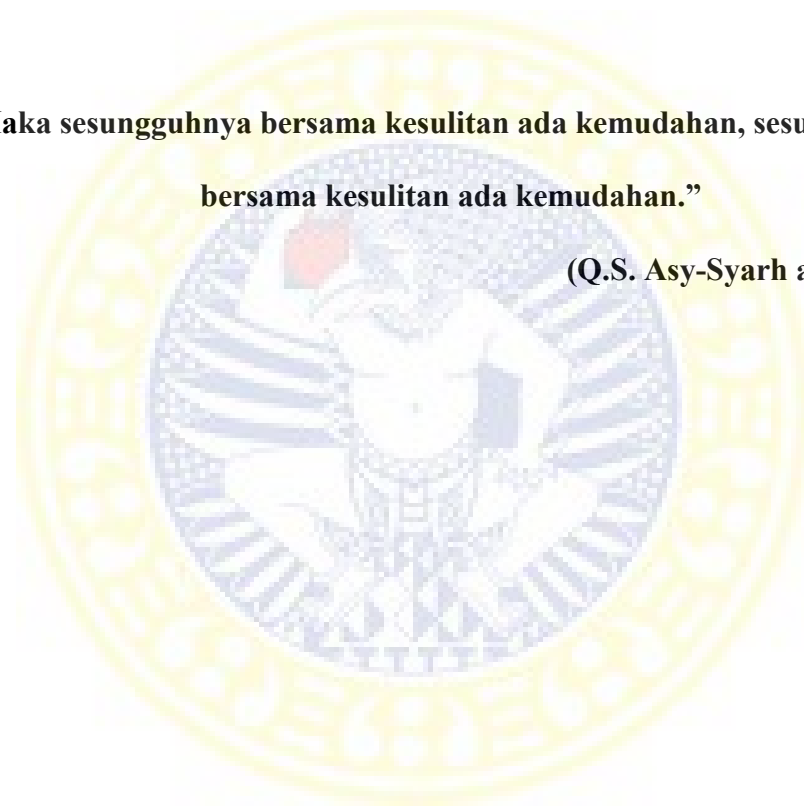 aka sesungguhnya bersama kesulitan ada kemudahan, sesu
bersama kesulitan ada kemudahan.”
(Q.S. Asy-Syarh a